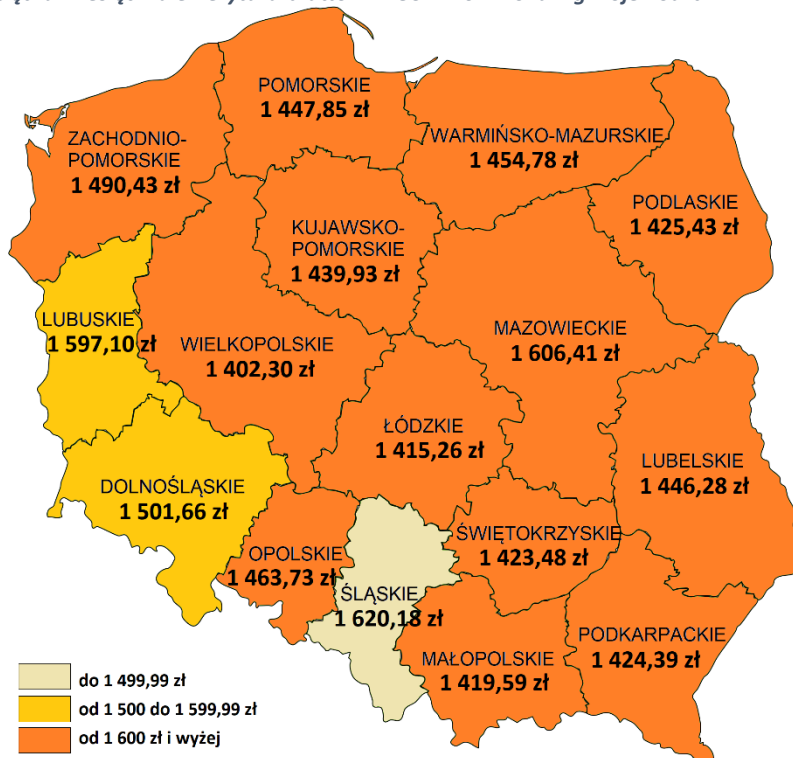 POMORSKIE
1 447,85 zł
ZACHODNIO-
POMORSKIE
1 490,43 zł
WARMIŃSKO-MAZURSKIE
1 454,78 zł
PODLASKIE
1 425,43 zł
KUJAWSKO-
POMORSKIE
1 439,93 zł
LUBUSKIE
1 597,10 zł
WIELKOPOLSKIE
1 402,30 zł
MAZOWIECKIE
1 606,41 zł
ŁÓDZKIE
1 415,26 zł
LUBELSKIE
1 446,28 zł
DOLNOŚLĄSKIE
1 501,66 zł
OPOLSKIE
1 463,73 zł
ŚWIĘTOKRZYSKIE
1 423,48 zł
ŚLĄSKIE
1 620,18 zł
MAŁOPOLSKIE
1 419,59 zł
PODKARPACKIE
1 424,39 zł
do 1 499,99 zł
od 1 500 do 1 599,99 zł
od 1 600 zł i wyżej